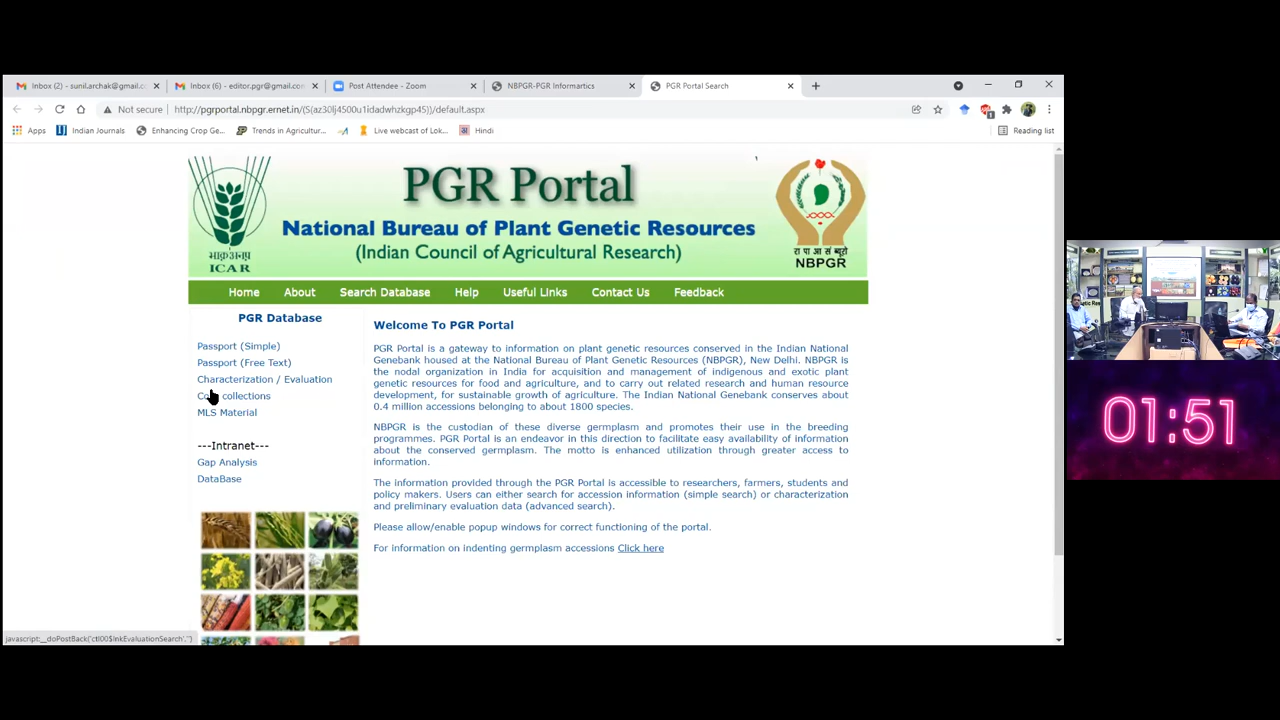 Inbox (2) - sunil.archak@gmail.c
Inbox (6) - editor.pgr@gmail.con
Post Attendee - Zoom
NBPGR-PGR Informatics
PGR Portal Search
Not secure
http://pgrportal.nbpgr.ernet.in/(S(az30lj4500u1idadwhzkgp45))/default.aspx
Apps
Indian Journals
Enhancing Crop Ge...
Trends in Agricultur...
Live webcast of Lok...
Hindi
Reading list
PGR Portal
National Bureau of Plant Genetic Resources
(Indian Council of Agricultural Research)
भाकृअनुप
ICAR
रा पा आ सं ब्यूरो
NBPGR
Home
About
Search Database
Help
Useful Links
Contact Us
Feedback
PGR Database
Passport (Simple)
Passport (Free Text)
Characterization / Evaluation
collections
MLS Material
---Intranet---
Gap Analysis
DataBase
Welcome To PGR Portal
PGR Portal is a gateway to information on plant genetic resources conserved in the Indian National
Genebank housed at the National Bureau of Plant Genetic Resources (NBPGR), New Delhi. NBPGR is
the nodal organization in India for acquisition and management of indigenous and exotic plant
genetic resources for food and agriculture, and to carry out related research and human resource
development, for sustainable growth of agriculture. The Indian National Genebank conserves about
0.4 million accessions belonging to about 1800 species.
NBPGR is the custodian of these diverse germplasm and promotes their use in the breeding
programmes. PGR Portal is an endeavor in this direction to facilitate easy availability of information
about the conserved germplasm. The motto is enhanced utilization through greater access to
information.
The information provided through the PGR Portal is accessible to researchers, farmers, students and
policy makers. Users can either search for accession information (simple search) or characterization
and preliminary evaluation data (advanced search).
Please allow/enable popup windows for correct functioning of the portal.
For information on indenting germplasm accessions Click here
javascript:__doPostBack('ctl00$lnkEvaluationSearch','')
01:51